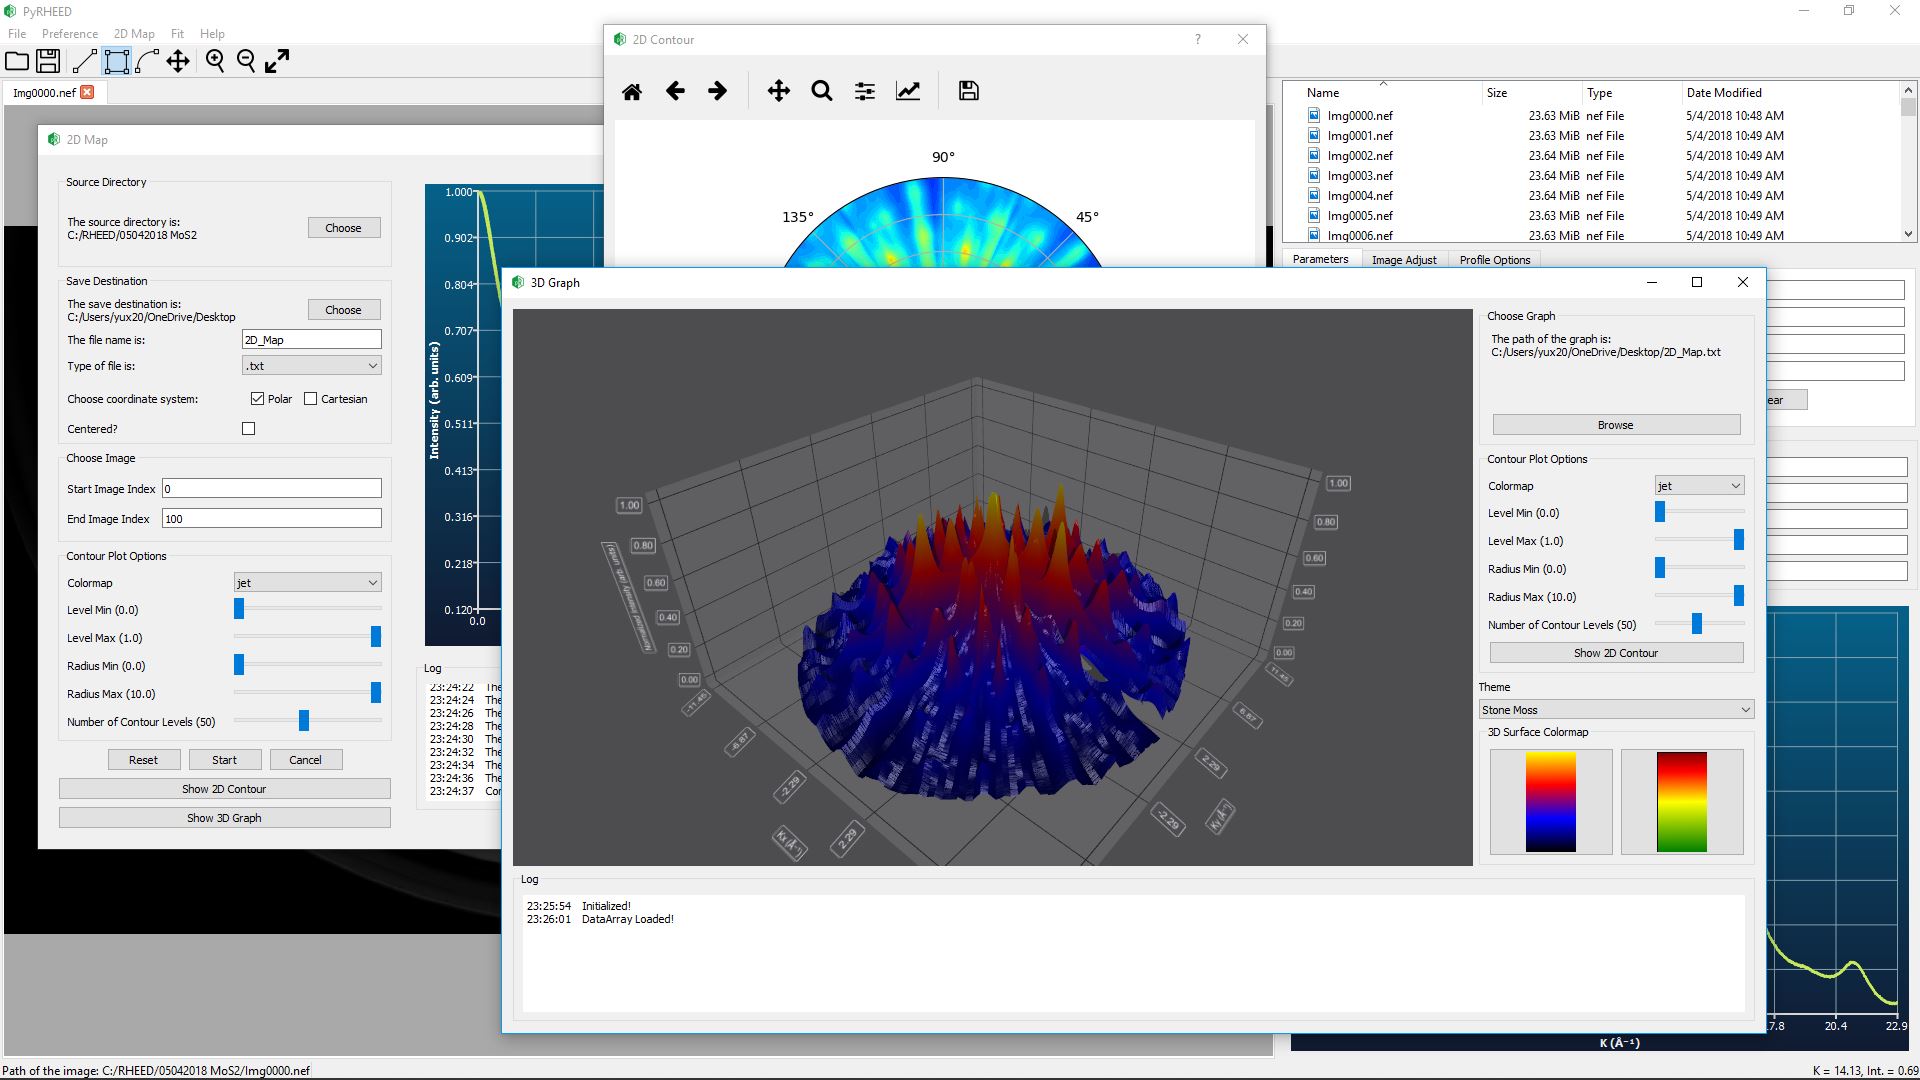 PyRHEED
File Preference 2D Map Fit Help
Img0000.nef
2D Map
Source Directory
The source directory is:
C:/RHEED/05042018 MoS2
Choose
Save Destination
The save destination is:
C:/Users/yux20/OneDrive/Desktop
Choose
The file name is: 2D_Map
Type of file is: .txt
Choose coordinate system: Polar Cartesian
Centered?
Choose Image
Start Image Index 0
End Image Index 100
Contour Plot Options
Colormap jet
Level Min (0.0)
Level Max (1.0)
Radius Min (0.0)
Radius Max (10.0)
Number of Contour Levels (50)
Reset Start Cancel
Show 2D Contour
Show 3D Graph
Intensity (arb. units)
1.000
0.902
0.804
0.707
0.609
0.511
0.413
0.316
0.218
0.120
0.0
Log
23:24:22 The
23:24:24 The
23:24:26 The
23:24:28 The
23:24:30 The
23:24:32 The
23:24:34 The
23:24:36 The
23:24:37 Cor
2D Contour
?
90°
135° 45°
Name Size Type Date Modified
Img0000.nef 23.63 MiB nef File 5/4/2018 10:48 AM
Img0001.nef 23.63 MiB nef File 5/4/2018 10:49 AM
Img0002.nef 23.64 MiB nef File 5/4/2018 10:49 AM
Img0003.nef 23.63 MiB nef File 5/4/2018 10:49 AM
Img0004.nef 23.64 MiB nef File 5/4/2018 10:49 AM
Img0005.nef 23.63 MiB nef File 5/4/2018 10:49 AM
Img0006.nef 23.63 MiB nef File 5/4/2018 10:49 AM
Parameters Image Adjust Profile Options
ear
3D Graph
1.00
0.80
0.60
0.40
0.20
0.00
Normalized Intensity (arb. units)
-11.45
-6.87
-2.29
2.29
Kx (Å⁻¹)
1.00
0.80
0.60
0.40
0.20
0.00
11.45
6.87
2.29
-2.29
Ky (Å⁻¹)
Choose Graph
The path of the graph is:
C:/Users/yux20/OneDrive/Desktop/2D_Map.txt
Browse
Contour Plot Options
Colormap jet
Level Min (0.0)
Level Max (1.0)
Radius Min (0.0)
Radius Max (10.0)
Number of Contour Levels (50)
Show 2D Contour
Theme
Stone Moss
3D Surface Colormap
Log
23:25:54 Initialized!
23:26:01 DataArray Loaded!
7.8 20.4 22.9
K (Å⁻¹)
Path of the image: C:/RHEED/05042018 MoS2/Img0000.nef
K = 14.13, Int. = 0.69